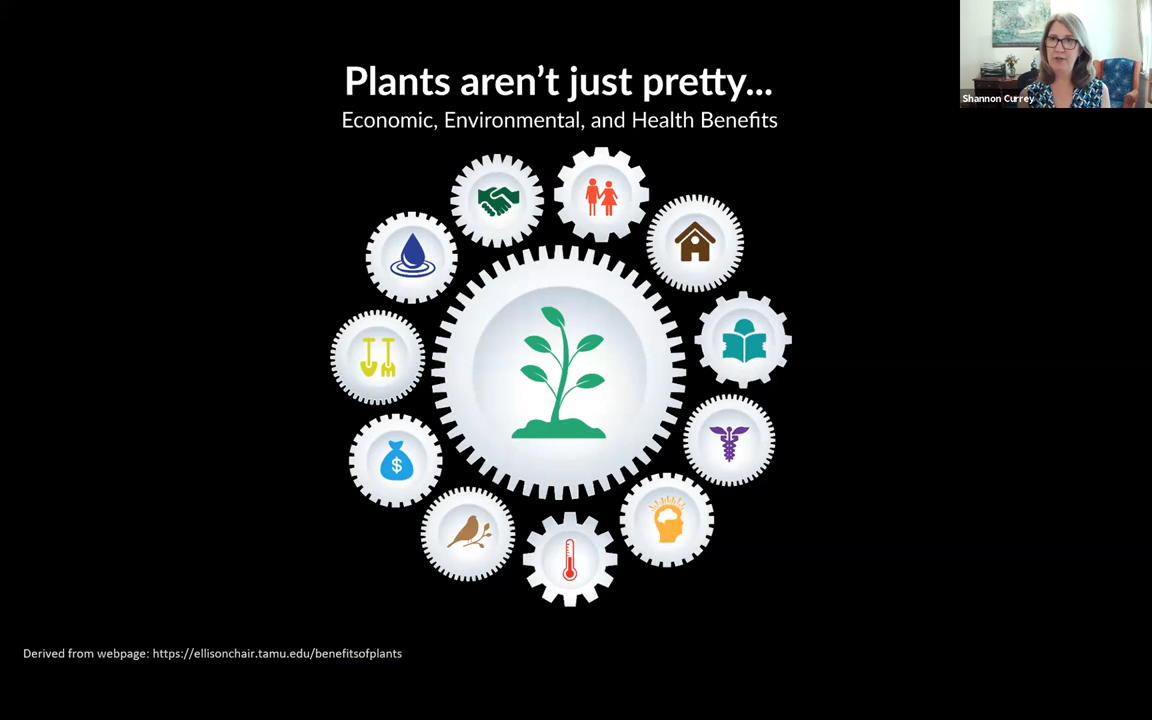 Plants aren’t just pretty...
Economic, Environmental, and Health Benefits
Shannon Currey
$
Derived from webpage: https://ellisonchair.tamu.edu/benefitsofplants